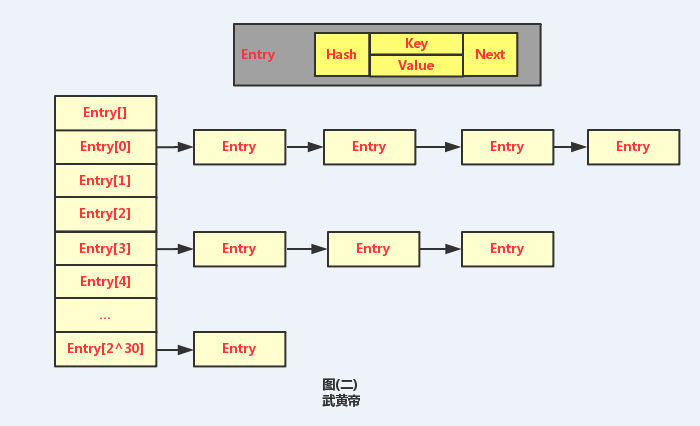 Entry Hash Key Next
Value
Entry[]
Entry[0] Entry Entry Entry Entry
Entry[1]
Entry[2]
Entry[3] Entry Entry Entry
Entry[4]
...
Entry[2^30] Entry
图(二)
武黄帝